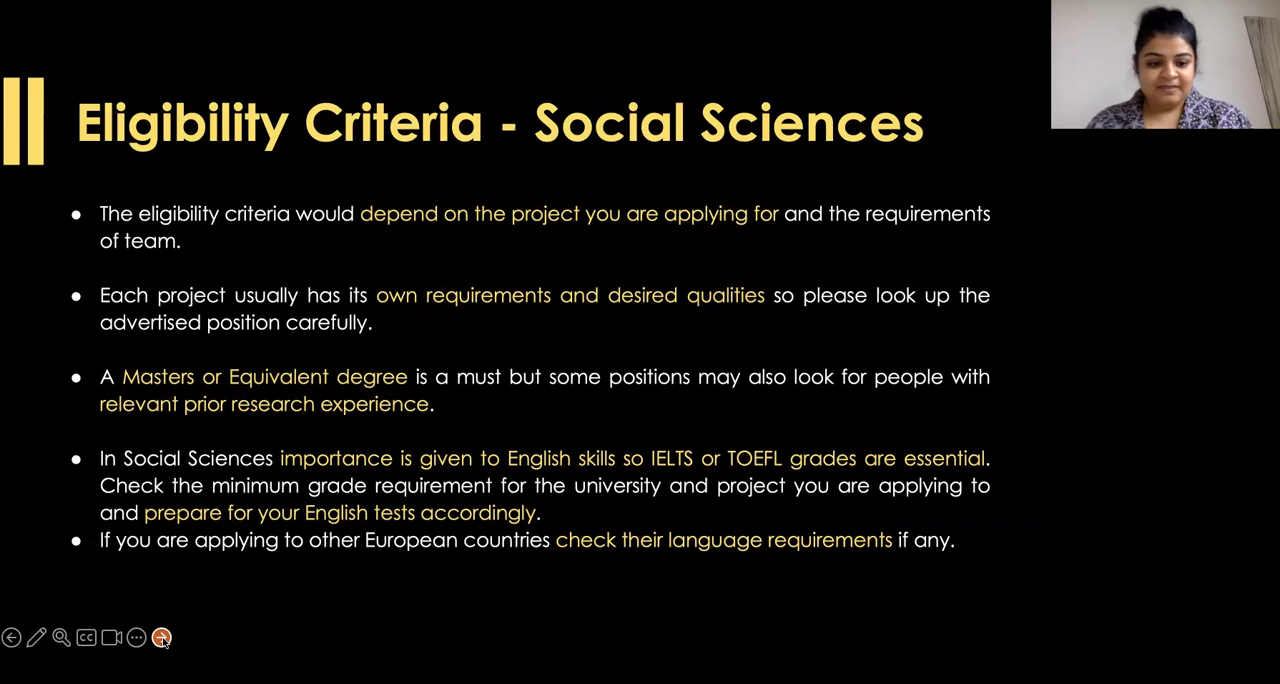 Eligibility Criteria - Social Sciences
● The eligibility criteria would depend on the project you are applying for and the requirements
of team.
● Each project usually has its own requirements and desired qualities so please look up the
advertised position carefully.
● A Masters or Equivalent degree is a must but some positions may also look for people with
relevant prior research experience.
● In Social Sciences importance is given to English skills so IELTS or TOEFL grades are essential.
Check the minimum grade requirement for the university and project you are applying to
and prepare for your English tests accordingly.
● If you are applying to other European countries check their language requirements if any.
CC